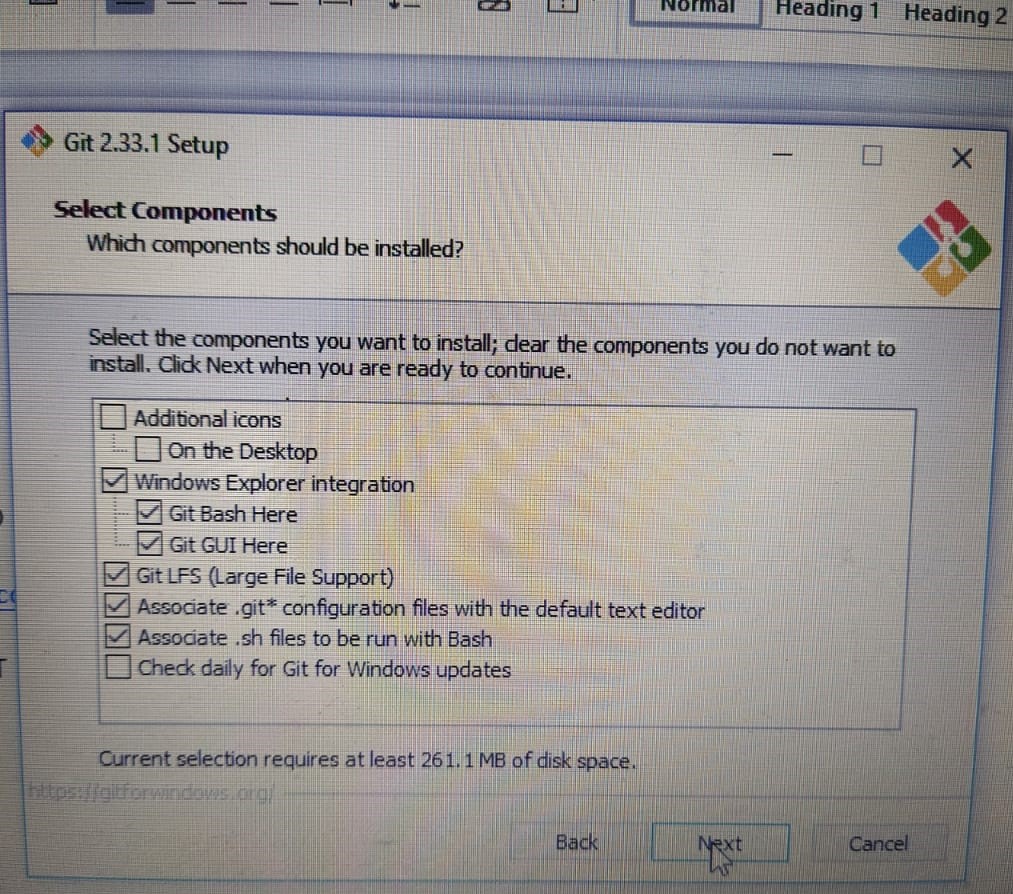 Normal Heading 1 Heading 2
Git 2.33.1 Setup
Select Components
Which components should be installed?
Select the components you want to install; clear the components you do not want to
install. Click Next when you are ready to continue.
Additional icons
On the Desktop
Windows Explorer integration
Git Bash Here
Git GUI Here
Git LFS (Large File Support)
Associate .git* configuration files with the default text editor
Associate .sh files to be run with Bash
Check daily for Git for Windows updates
Current selection requires at least 261.1 MB of disk space.
https://gitforwindows.org/
Back Next Cancel